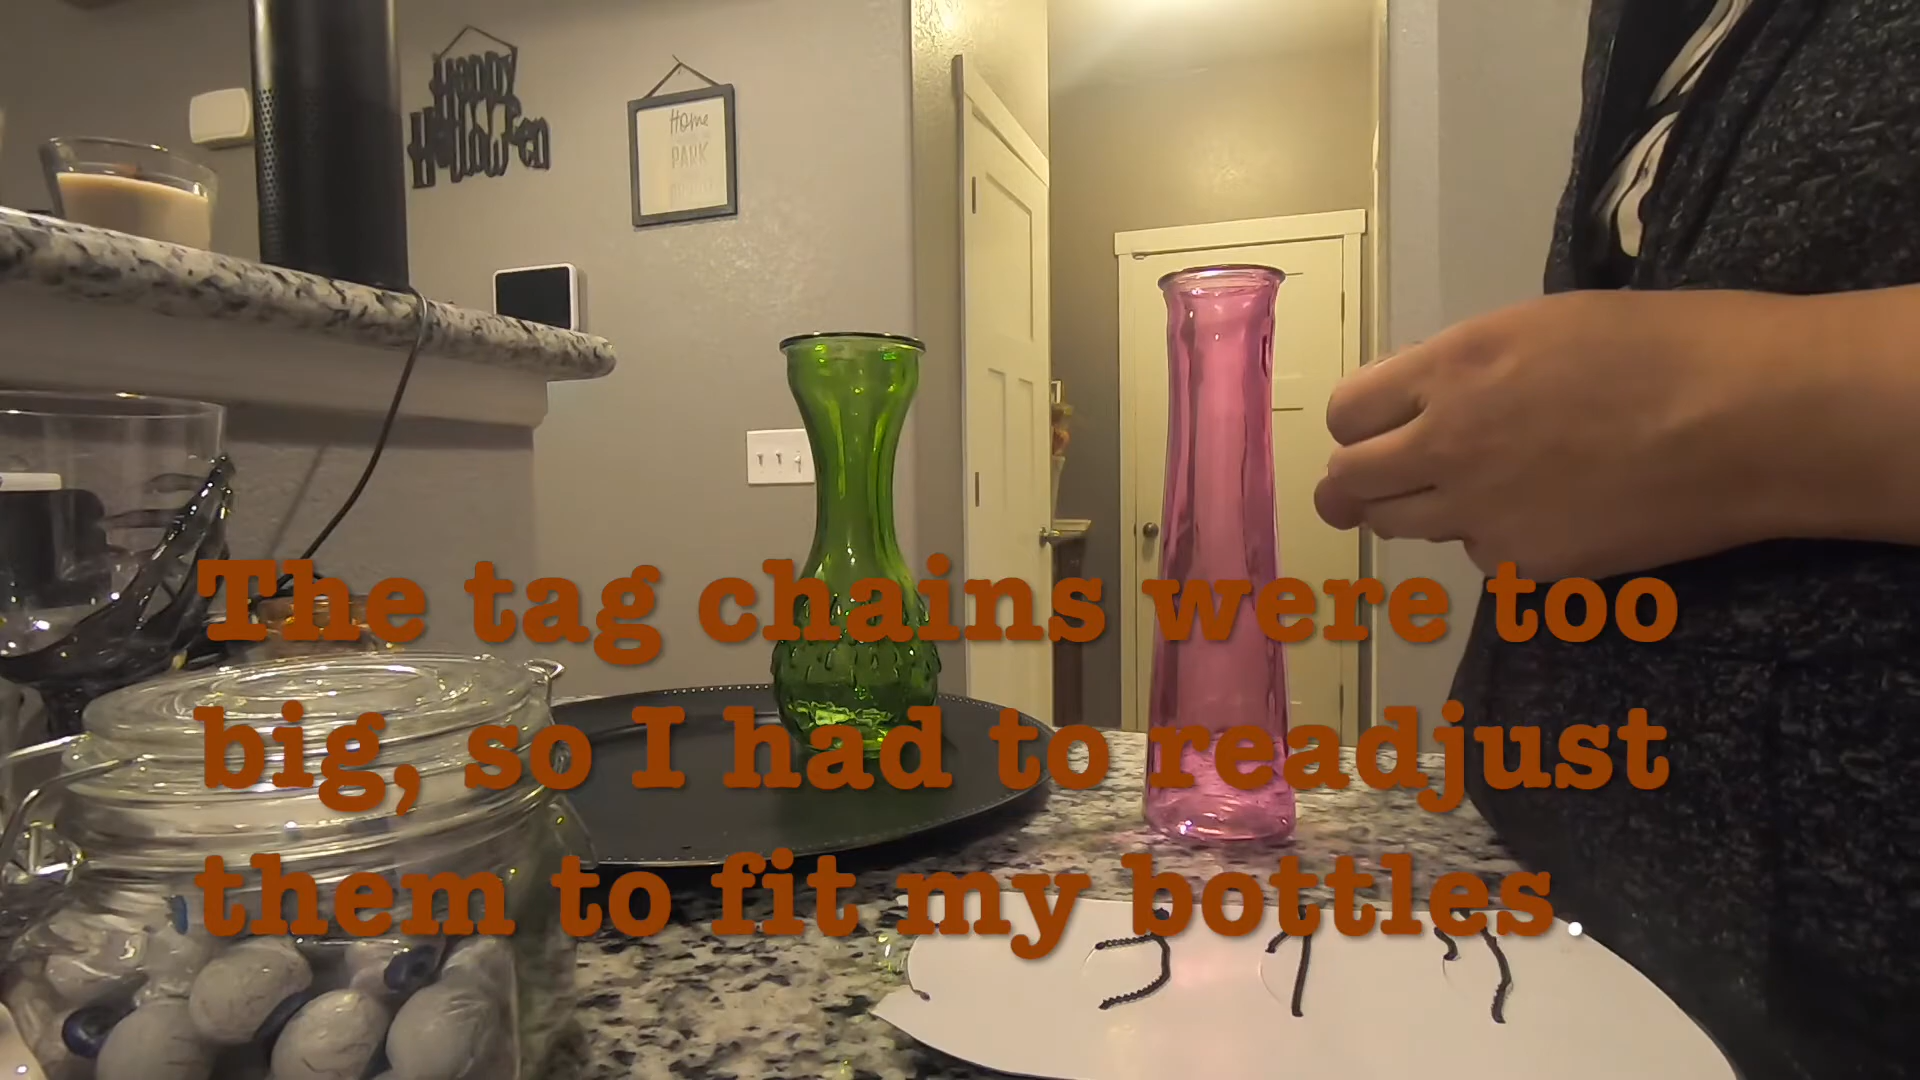 Happy
Halloween
Home
PARK
The tag chains were too
big, so I had to readjust
them to fit my bottles.